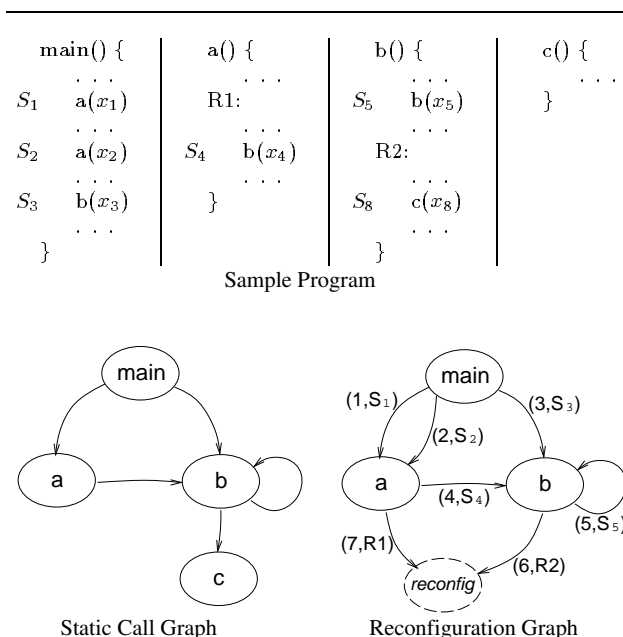 main() {
. . .
S1 a(x1)
. . .
S2 a(x2)
. . .
S3 b(x3)
. . .
}
a() {
. . .
R1:
. . .
S4 b(x4)
. . .
}
b() {
. . .
S5 b(x5)
. . .
R2:
. . .
S8 c(x8)
. . .
}
c() {
. . .
}
Sample Program
main
a
b
c
Static Call Graph
main
(1,S1)
(2,S2)
(3,S3)
a
b
(4,S4)
(5,S5)
(7,R1)
(6,R2)
reconfig
Reconfiguration Graph